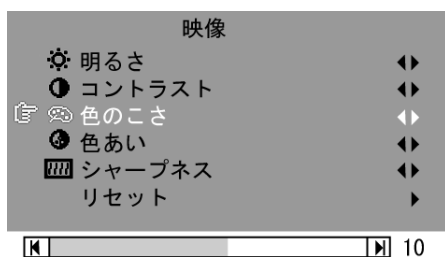 映像
明るさ
コントラスト
色のこさ
色あい
シャープネス
リセット
10